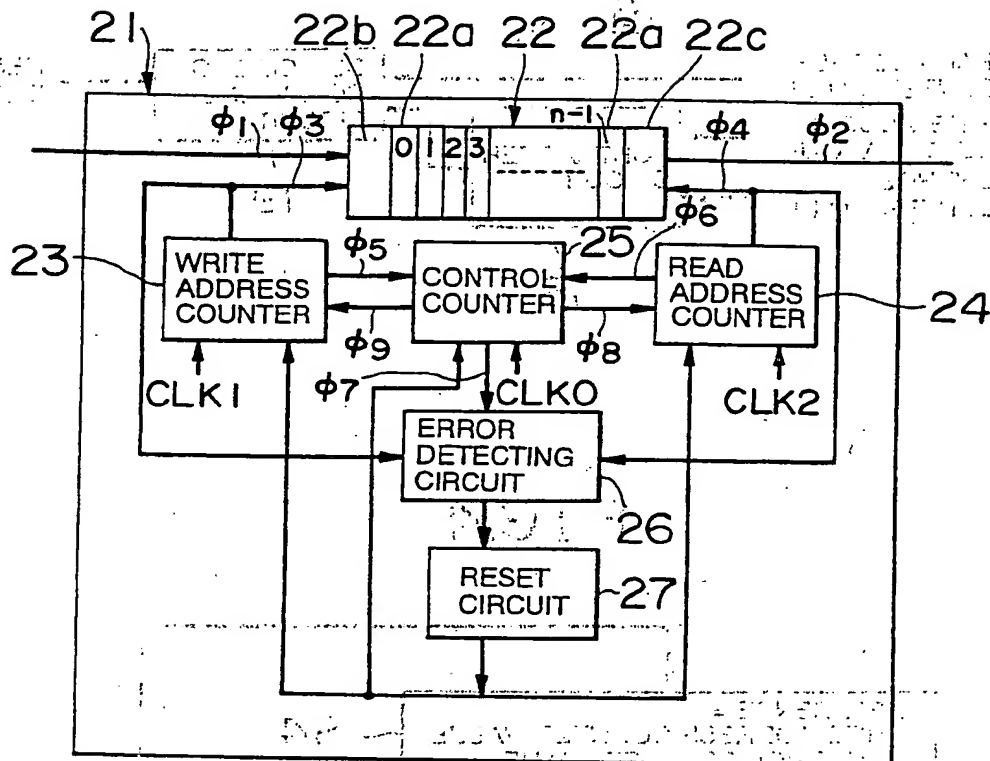 21
22b 22a 22 22a 22c
n-1
ϕ1 ϕ3 ϕ4 ϕ2
0 1 2 3
ϕ6
23
WRITE
ADDRESS
COUNTER
ϕ5
ϕ9
25
CONTROL
COUNTER
ϕ8
READ
ADDRESS
COUNTER
24
CLK1
ϕ7
CLK0
CLK2
ERROR
DETECTING
CIRCUIT
26
RESET
CIRCUIT
27